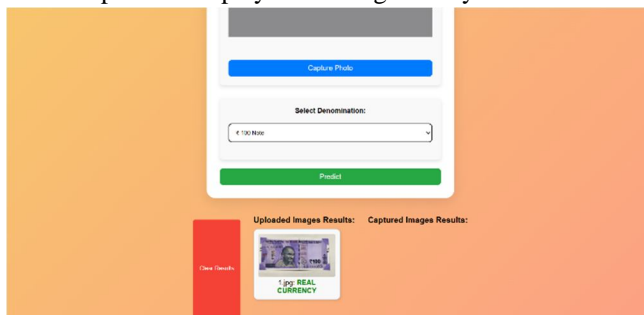 Capture Photo
Select Denomination:
₹ 100 Note
Predict
Uploaded Images Results: Captured Images Results:
Clear Results
₹100
1.jpg: REAL
CURRENCY